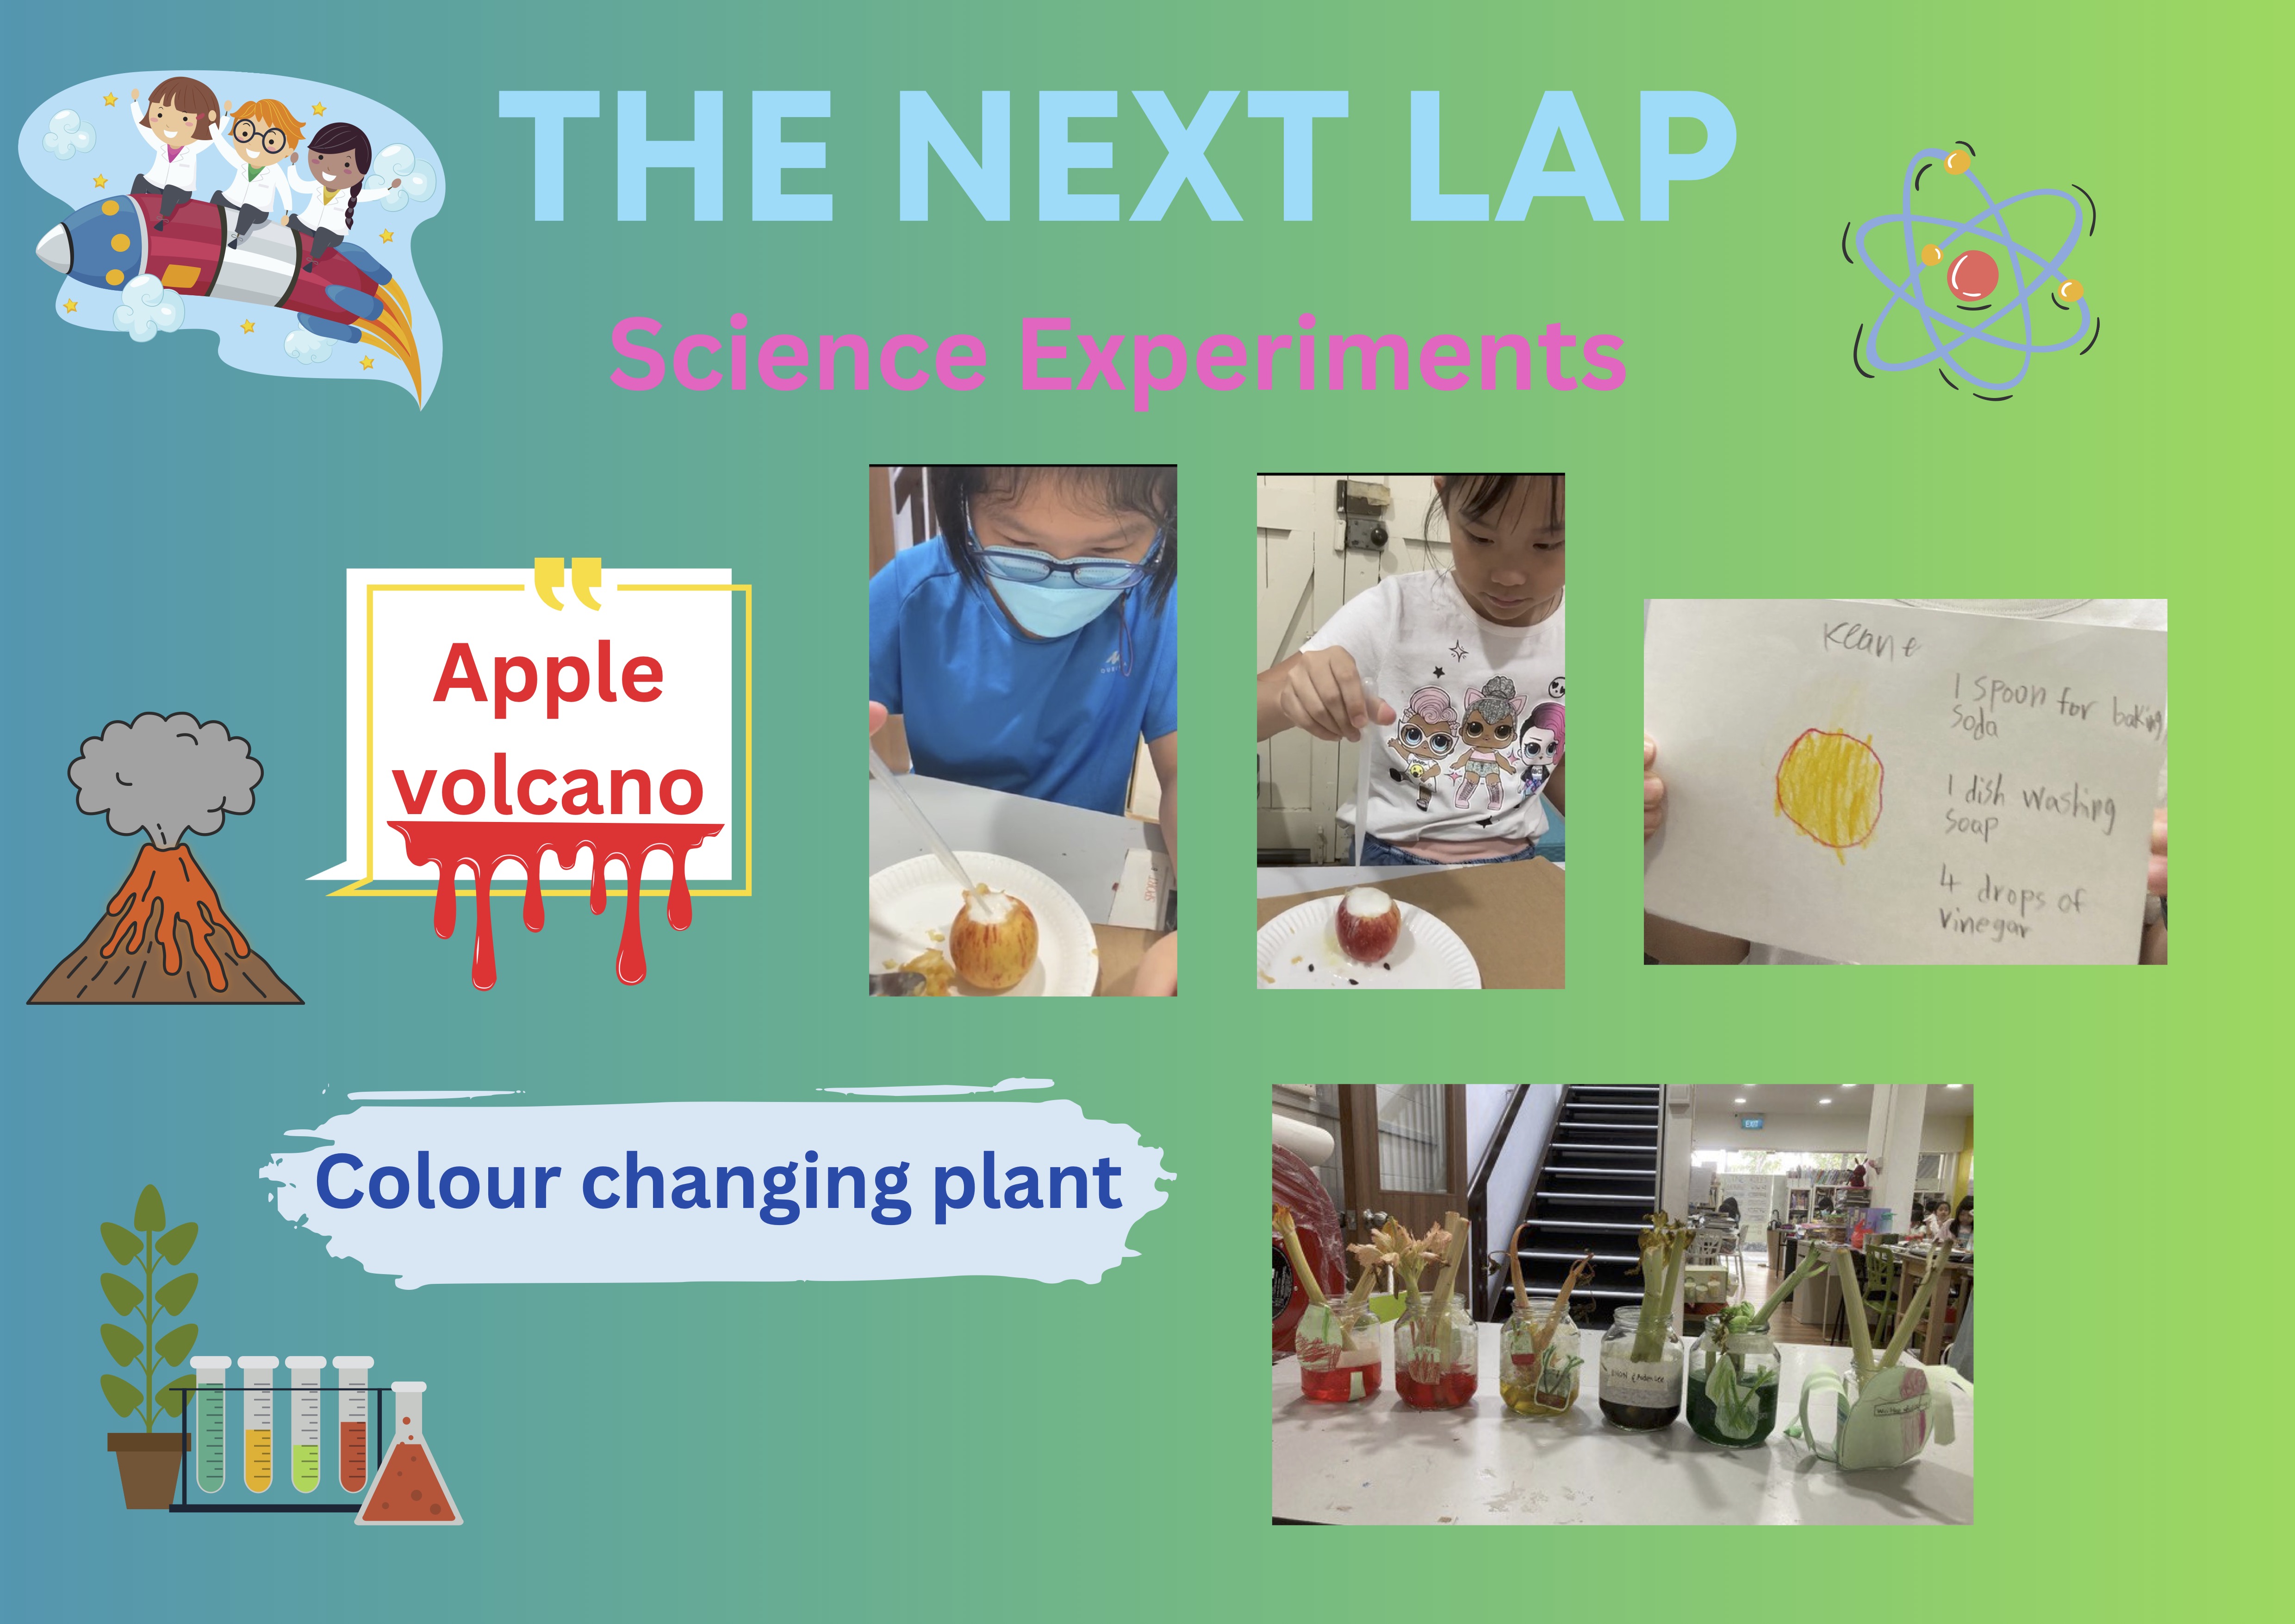 THE NEXT LAP
Science Experiments
Apple
volcano
Keane
1 spoon for baking
soda
1 dish washing
soap
4 drops of
vinegar
Colour changing plant
EXIT